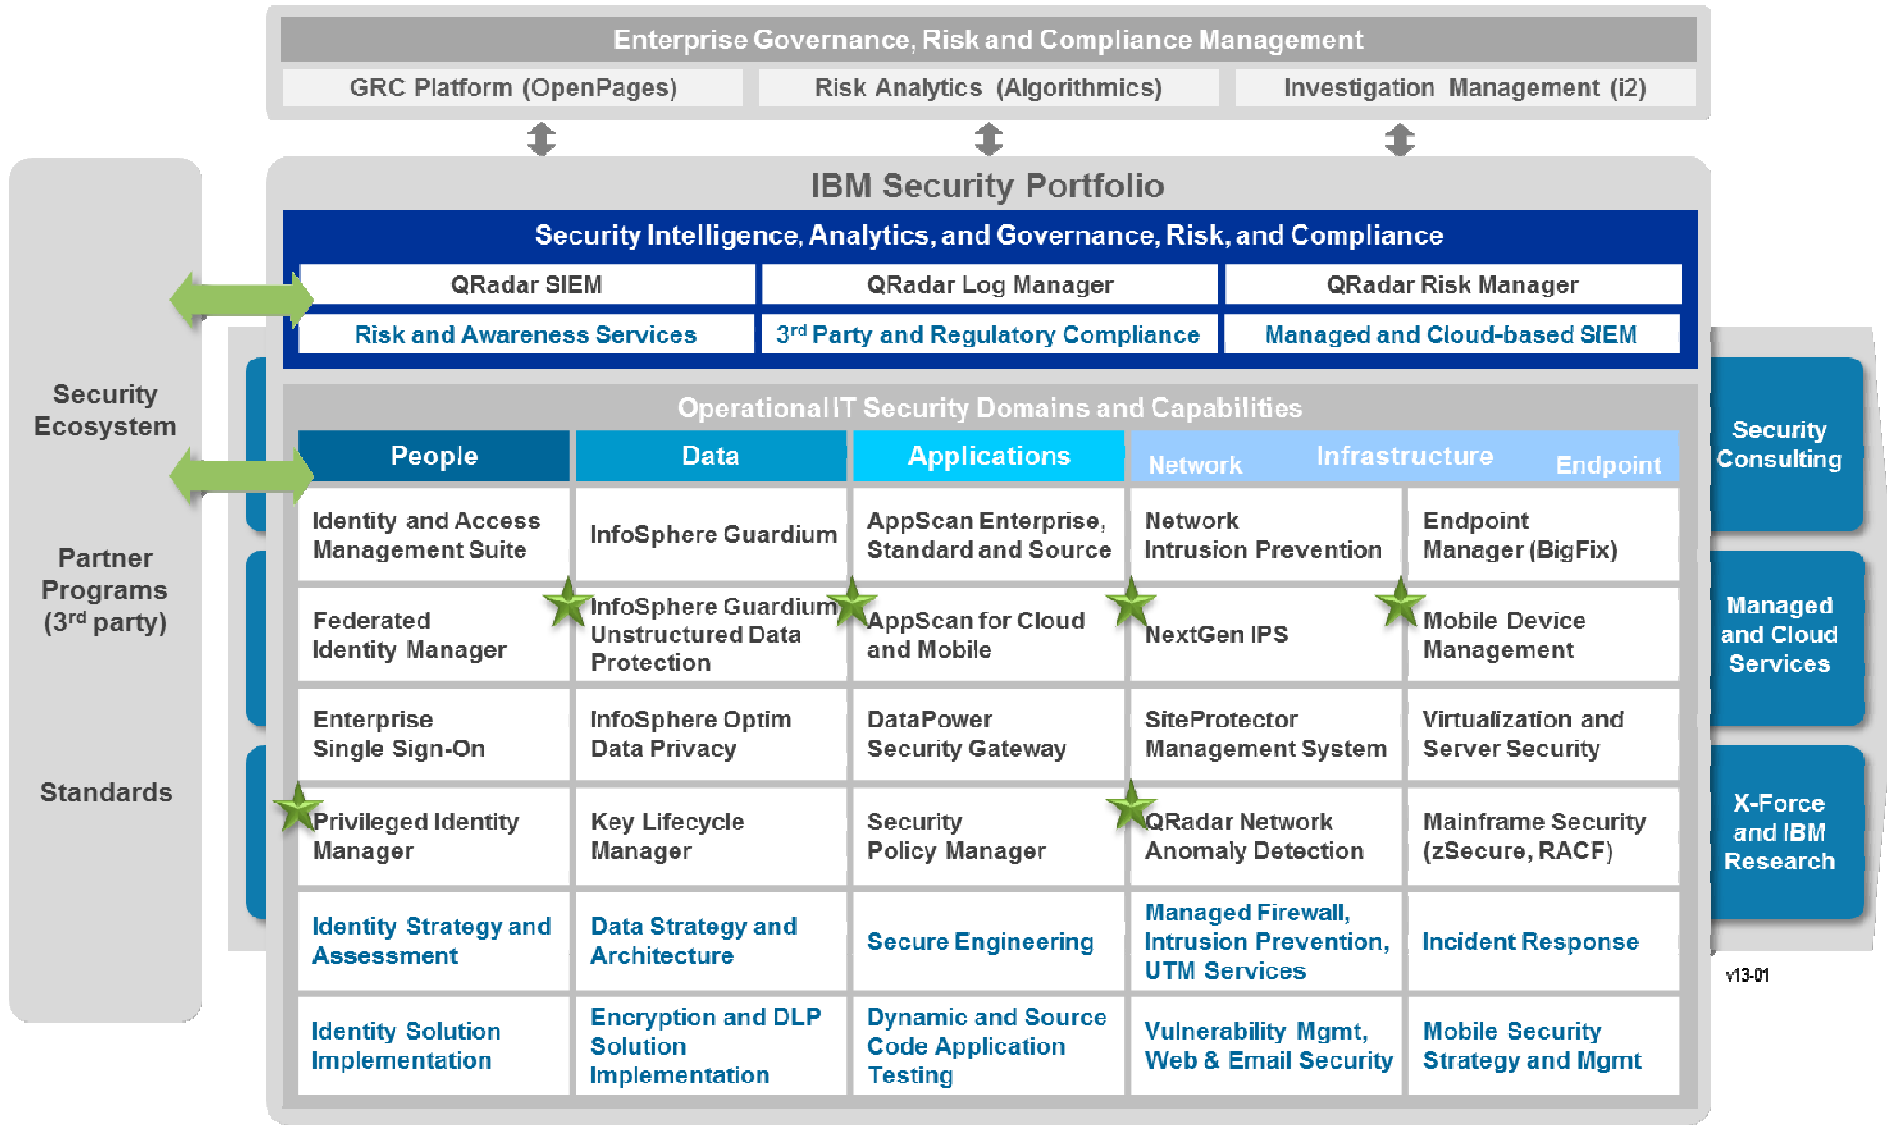 Enterprise Governance, Risk and Compliance Management
GRC Platform (OpenPages)
Risk Analytics (Algorithmics)
Investigation Management (i2)
IBM Security Portfolio
Security Intelligence, Analytics, and Governance, Risk, and Compliance
QRadar SIEM
QRadar Log Manager
QRadar Risk Manager
Risk and Awareness Services
3rd Party and Regulatory Compliance
Managed and Cloud-based SIEM
Security
Ecosystem
Partner
Programs
(3rd party)
Standards
Operational IT Security Domains and Capabilities
People
Data
Applications
Network
Infrastructure
Endpoint
Identity and Access
Management Suite
InfoSphere Guardium
AppScan Enterprise,
Standard and Source
Network
Intrusion Prevention
Endpoint
Manager (BigFix)
Federated
Identity Manager
InfoSphere Guardium
Unstructured Data
Protection
AppScan for Cloud
and Mobile
NextGen IPS
Mobile Device
Management
Enterprise
Single Sign-On
InfoSphere Optim
Data Privacy
DataPower
Security Gateway
SiteProtector
Management System
Virtualization and
Server Security
Privileged Identity
Manager
Key Lifecycle
Manager
Security
Policy Manager
QRadar Network
Anomaly Detection
Mainframe Security
(zSecure, RACF)
Identity Strategy and
Assessment
Data Strategy and
Architecture
Secure Engineering
Managed Firewall,
Intrusion Prevention,
UTM Services
Incident Response
Identity Solution
Implementation
Encryption and DLP
Solution
Implementation
Dynamic and Source
Code Application
Testing
Vulnerability Mgmt,
Web & Email Security
Mobile Security
Strategy and Mgmt
Security
Consulting
Managed
and Cloud
Services
X-Force
and IBM
Research
v13-01